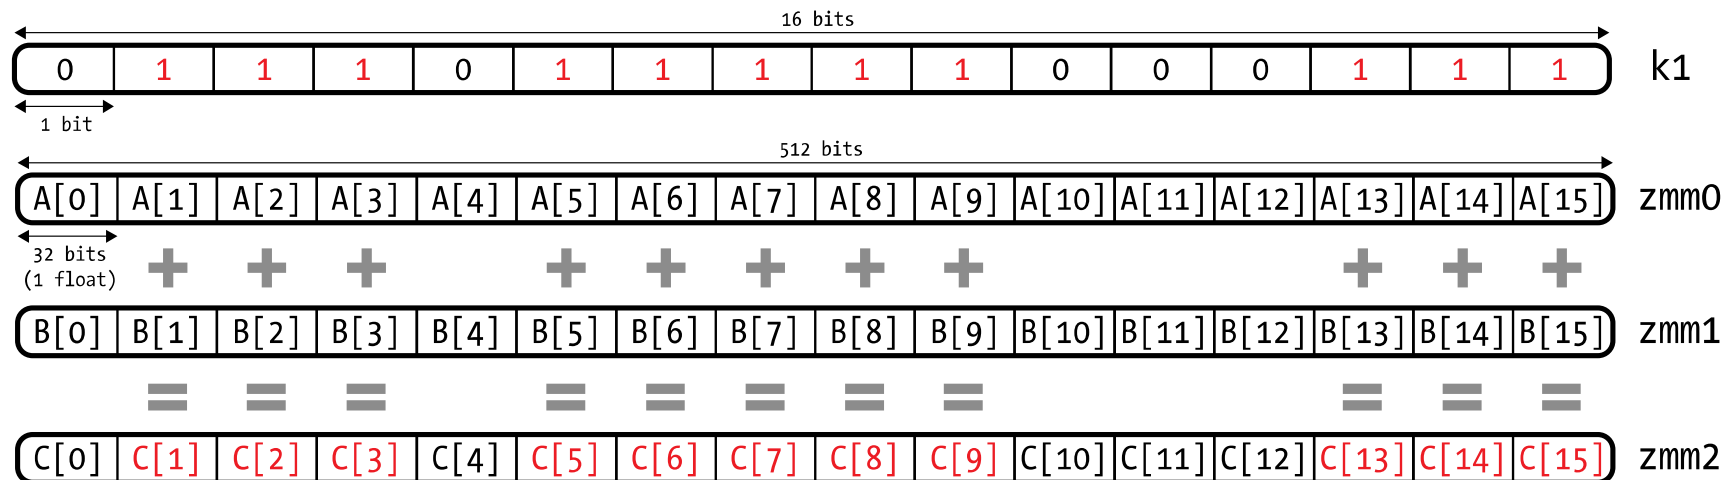 16 bits
0 1 1 1 0 1 1 1 1 1 0 0 0 1 1 1 k1
1 bit
512 bits
A[0] A[1] A[2] A[3] A[4] A[5] A[6] A[7] A[8] A[9] A[10] A[11] A[12] A[13] A[14] A[15] zmm0
32 bits
(1 float)
+ + + + + + + + + + +
B[0] B[1] B[2] B[3] B[4] B[5] B[6] B[7] B[8] B[9] B[10] B[11] B[12] B[13] B[14] B[15] zmm1
= = = = = = = = = = =
C[0] C[1] C[2] C[3] C[4] C[5] C[6] C[7] C[8] C[9] C[10] C[11] C[12] C[13] C[14] C[15] zmm2